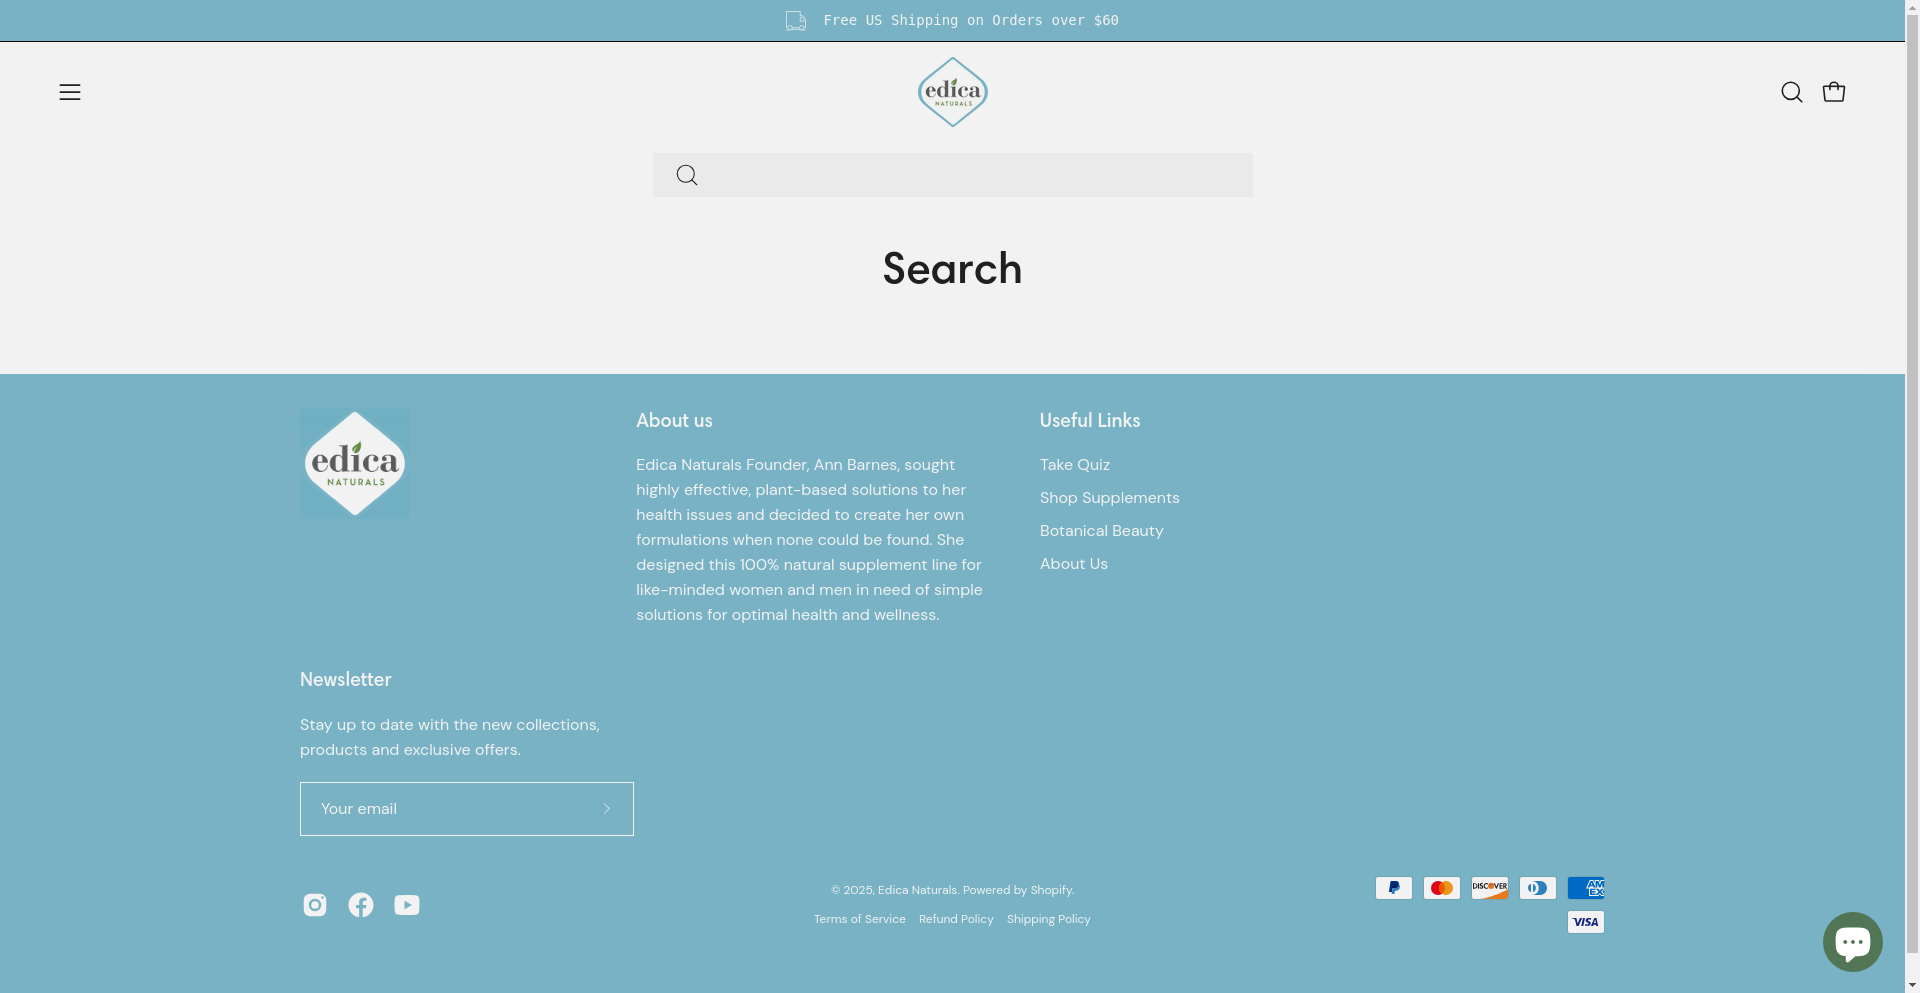 Free US Shipping on Orders over $60
edica
NATURALS
Search
edica
NATURALS
About us
Edica Naturals Founder, Ann Barnes, sought
highly effective, plant-based solutions to her
health issues and decided to create her own
formulations when none could be found. She
designed this 100% natural supplement line for
like-minded women and men in need of simple
solutions for optimal health and wellness.
Useful Links
Take Quiz
Shop Supplements
Botanical Beauty
About Us
Newsletter
Stay up to date with the new collections,
products and exclusive offers.
Your email
© 2025, Edica Naturals. Powered by Shopify.
Terms of Service Refund Policy Shipping Policy
DISCOVER
AM
EX
VISA